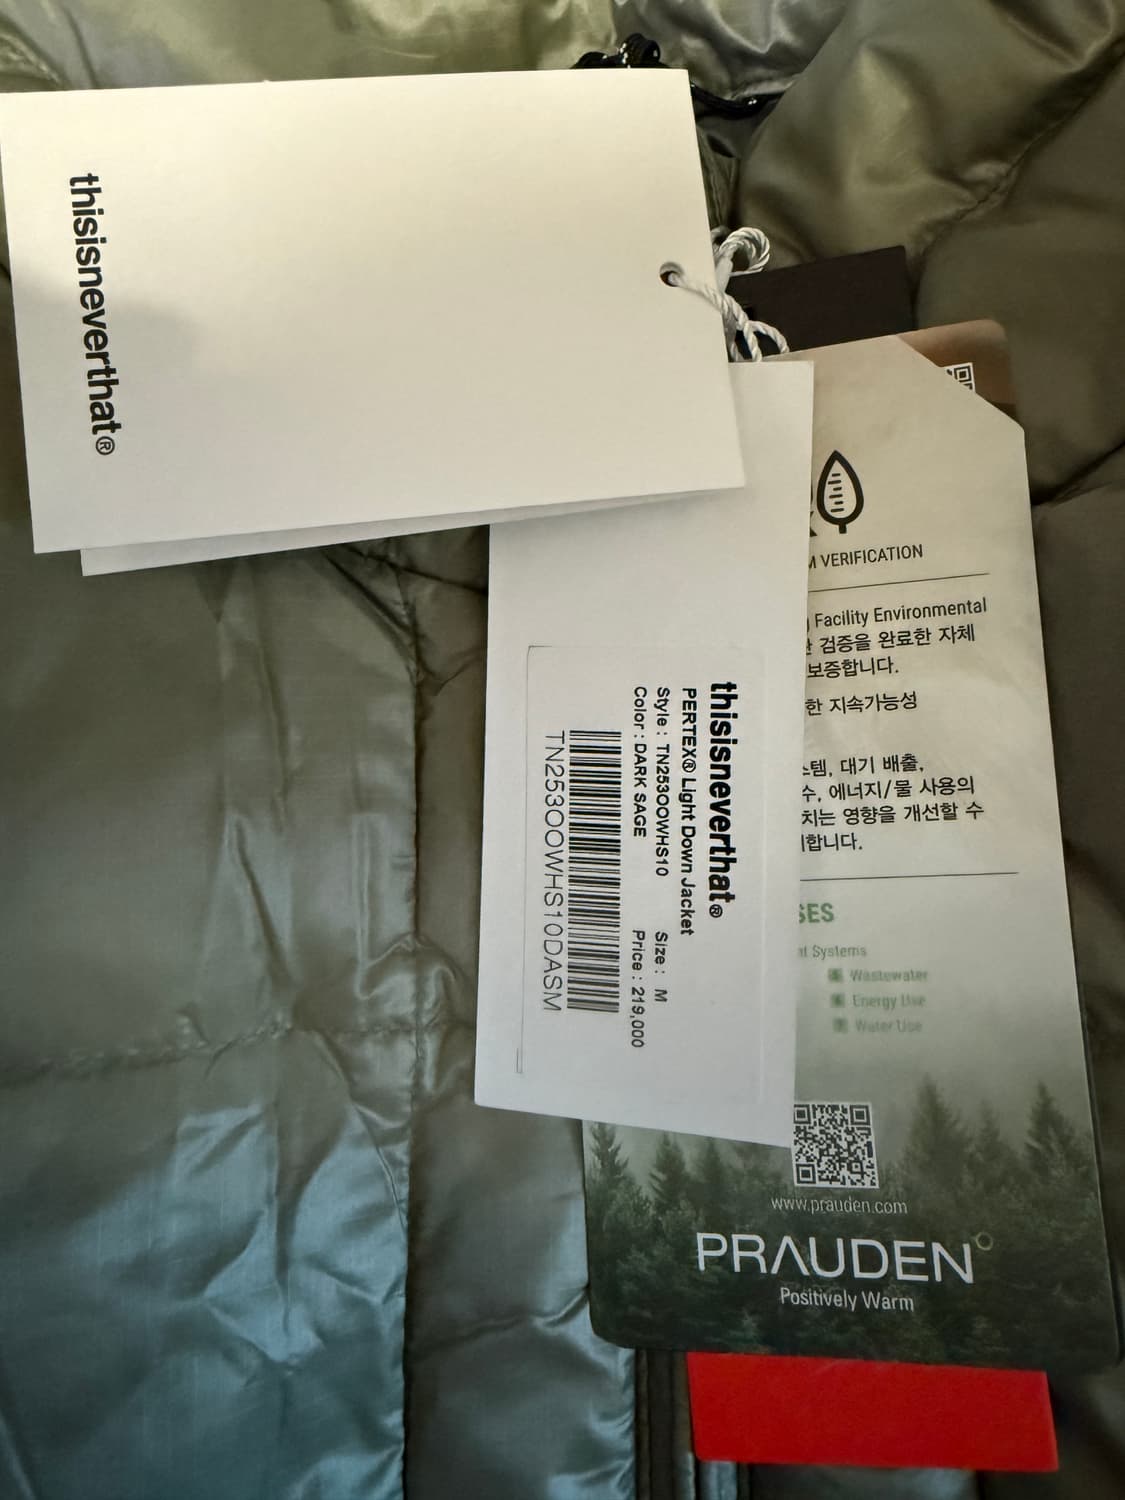 thisisneverthat®
thisisneverthat®
PERTEX® Light Down Jacket
Style : TN253OOWHS10 Size : M
Color : DARK SAGE Price : 219,000
TN253OOWHS10DASM
VERIFICATION
Facility Environmental
검증을 완료한 자체
보증합니다.
한 지속가능성
대기 배출,
수, 에너지/물 사용의
치는 영향을 개선할 수
합니다.
Systems
Wastewater
Energy Use
Water Use
www.prauden.com
PRAUDEN
Positively Warm